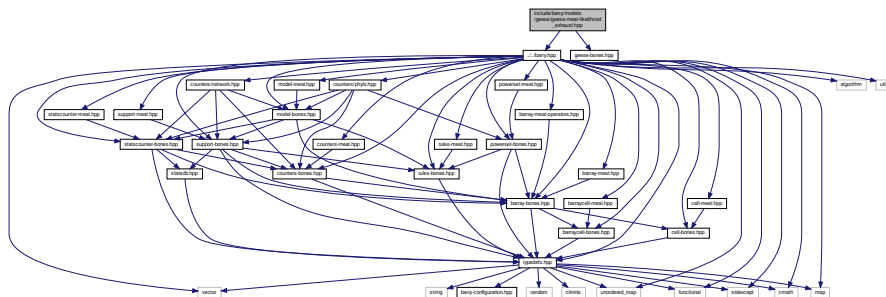 include/barry/models
/geese/geese-meat-likelihood
_exhaust.hpp
../../barry.hpp
geese-bones.hpp
counters/network.hpp
model-meat.hpp
counters/phylo.hpp
powerset-meat.hpp
algorithm
statscounter-meat.hpp
support-meat.hpp
model-bones.hpp
barray-meat-operators.hpp
statscounter-bones.hpp
support-bones.hpp
counters-meat.hpp
rules-meat.hpp
powerset-bones.hpp
statsdb.hpp
counters-bones.hpp
rules-bones.hpp
barray-meat.hpp
barray-bones.hpp
barraycell-meat.hpp
cell-meat.hpp
barraycell-bones.hpp
cell-bones.hpp
typedefs.hpp
vector
string
barry-configuration.hpp
random
climits
unordered_map
functional
stdexcept
cmath
map